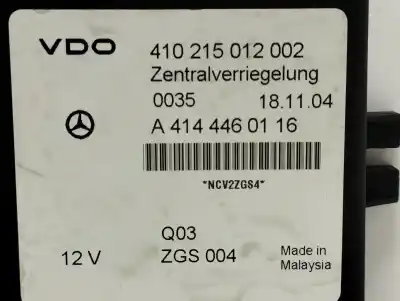 VDO 410 215 012 002
Zentralverriegelung
0035 18.11.04
A 414 446 01 16
*NCV2ZGS4*
Q03
12 V ZGS 004 Made in
Malaysia